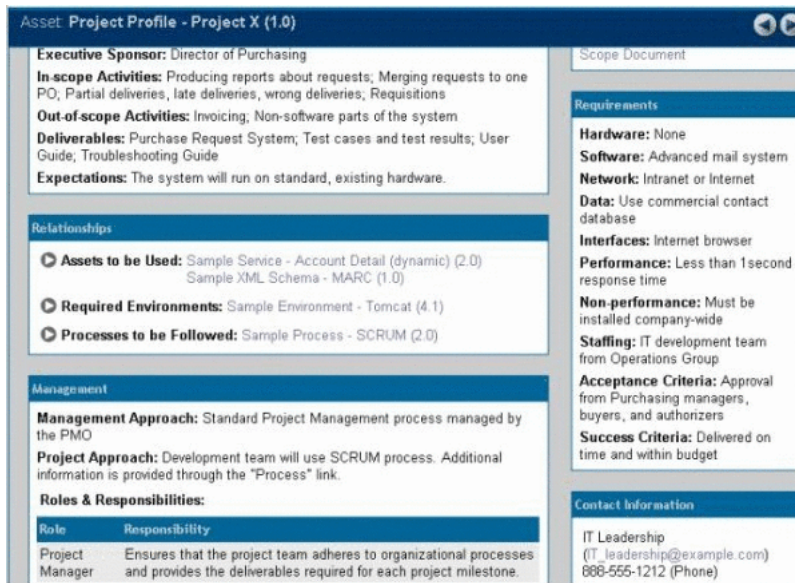 Asset: Project Profile - Project X (1.0)
Executive Sponsor: Director of Purchasing
In-scope Activities: Producing reports about requests; Merging requests to one
PO; Partial deliveries, late deliveries, wrong deliveries; Requisitions
Out-of-scope Activities: Invoicing; Non-software parts of the system
Deliverables: Purchase Request System; Test cases and test results; User
Guide; Troubleshooting Guide
Expectations: The system will run on standard, existing hardware.
Relationships
Assets to be Used: Sample Service - Account Detail (dynamic) (2.0)
Sample XML Schema - MARC (1.0)
Required Environments: Sample Environment - Tomcat (4.1)
Processes to be Followed: Sample Process - SCRUM (2.0)
Management
Management Approach: Standard Project Management process managed by
the PMO
Project Approach: Development team will use SCRUM process. Additional
information is provided through the "Process" link.
Roles & Responsibilities:
Role Responsibility
Project Ensures that the project team adheres to organizational processes
Manager and provides the deliverables required for each project milestone.
Scope Document
Requirements
Hardware: None
Software: Advanced mail system
Network: Intranet or Internet
Data: Use commercial contact
database
Interfaces: Internet browser
Performance: Less than 1second
response time
Non-performance: Must be
installed company-wide
Staffing: IT development team
from Operations Group
Acceptance Criteria: Approval
from Purchasing managers,
buyers, and authorizers
Success Criteria: Delivered on
time and within budget
Contact Information
IT Leadership
(IT_leadership@example.com)
888-555-1212 (Phone)